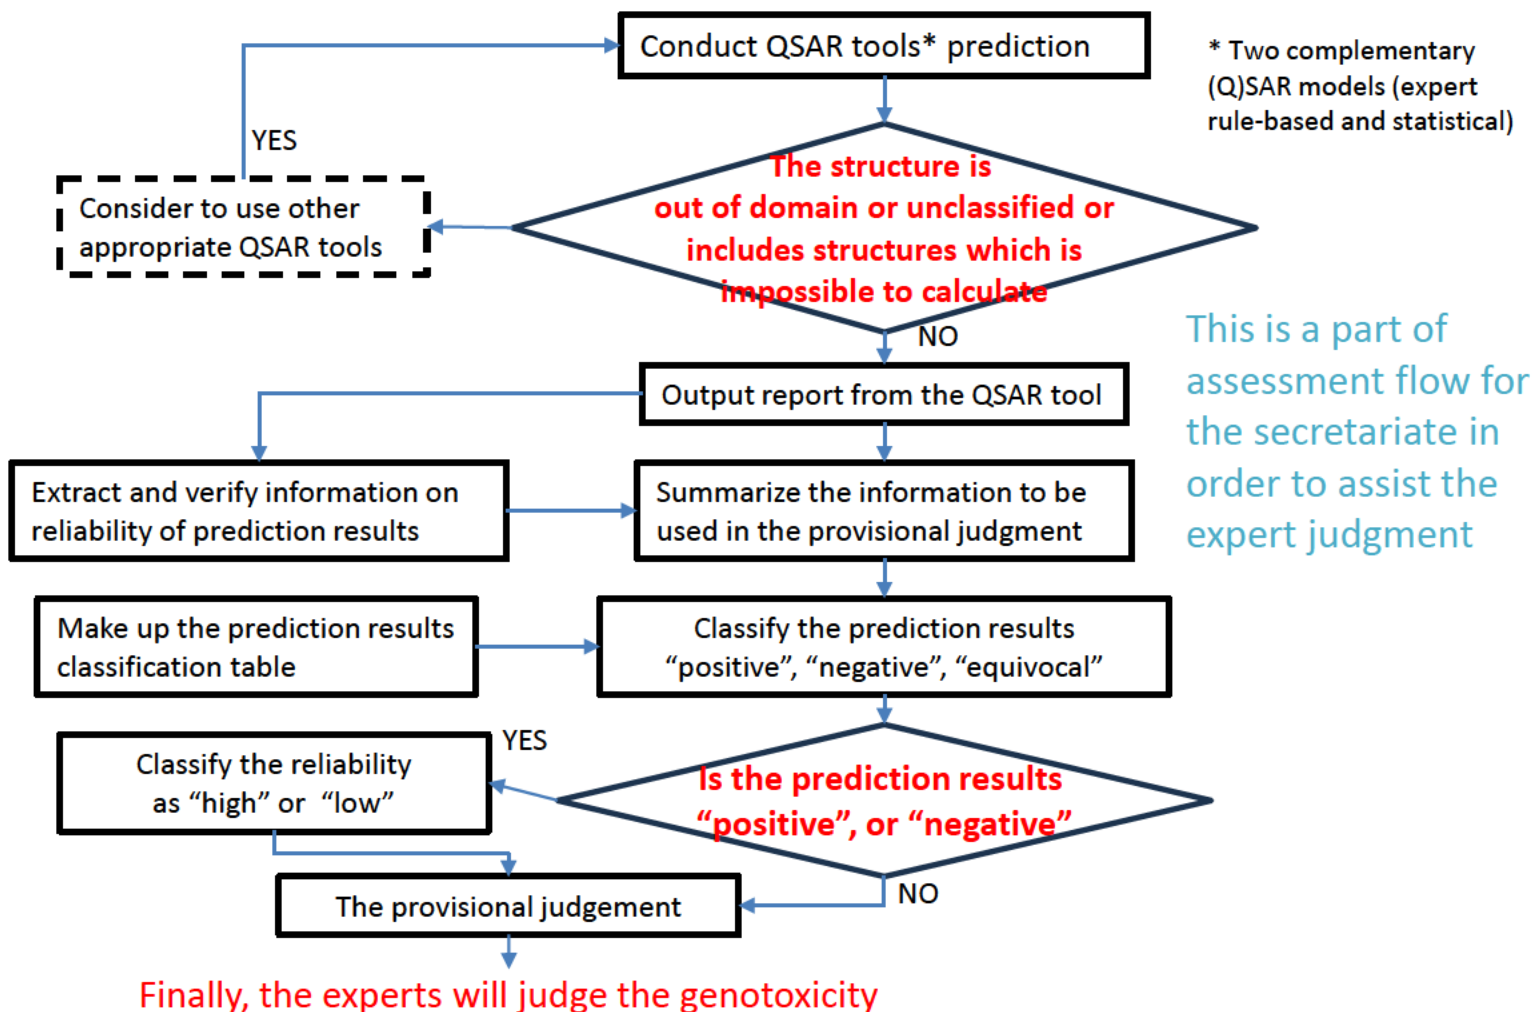 Conduct QSAR tools* prediction
* Two complementary
(Q)SAR models (expert
rule-based and statistical)
YES
The structure is
out of domain or unclassified or
includes structures which is
impossible to calculate
Consider to use other
appropriate QSAR tools
NO
This is a part of
assessment flow for
the secretariate in
order to assist the
expert judgment
Output report from the QSAR tool
Extract and verify information on
reliability of prediction results
Summarize the information to be
used in the provisional judgment
Make up the prediction results
classification table
Classify the prediction results
“positive”, “negative”, “equivocal”
YES
Classify the reliability
as “high” or “low”
Is the prediction results
“positive”, or “negative”
NO
The provisional judgement
Finally, the experts will judge the genotoxicity